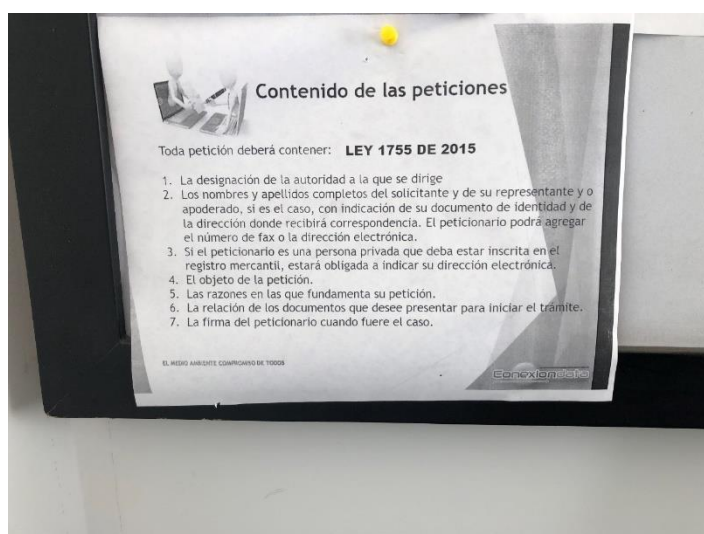 Contenido de las peticiones
Toda petición deberá contener: LEY 1755 DE 2015
1. La designación de la autoridad a la que se dirige
2. Los nombres y apellidos completos del solicitante y de su representante y o
apoderado, si es el caso, con indicación de su documento de identidad y de
la dirección donde recibirá correspondencia. El peticionario podrá agregar
el número de fax o la dirección electrónica.
3. Si el peticionario es una persona privada que deba estar inscrita en el
registro mercantil, estará obligada a indicar su dirección electrónica.
4. El objeto de la petición.
5. Las razones en las que fundamenta su petición.
6. La relación de los documentos que desee presentar para iniciar el trámite.
7. La firma del peticionario cuando fuere el caso.
EL MEDIO AMBIENTE COMPROMISO DE TODOS
Conexiondata